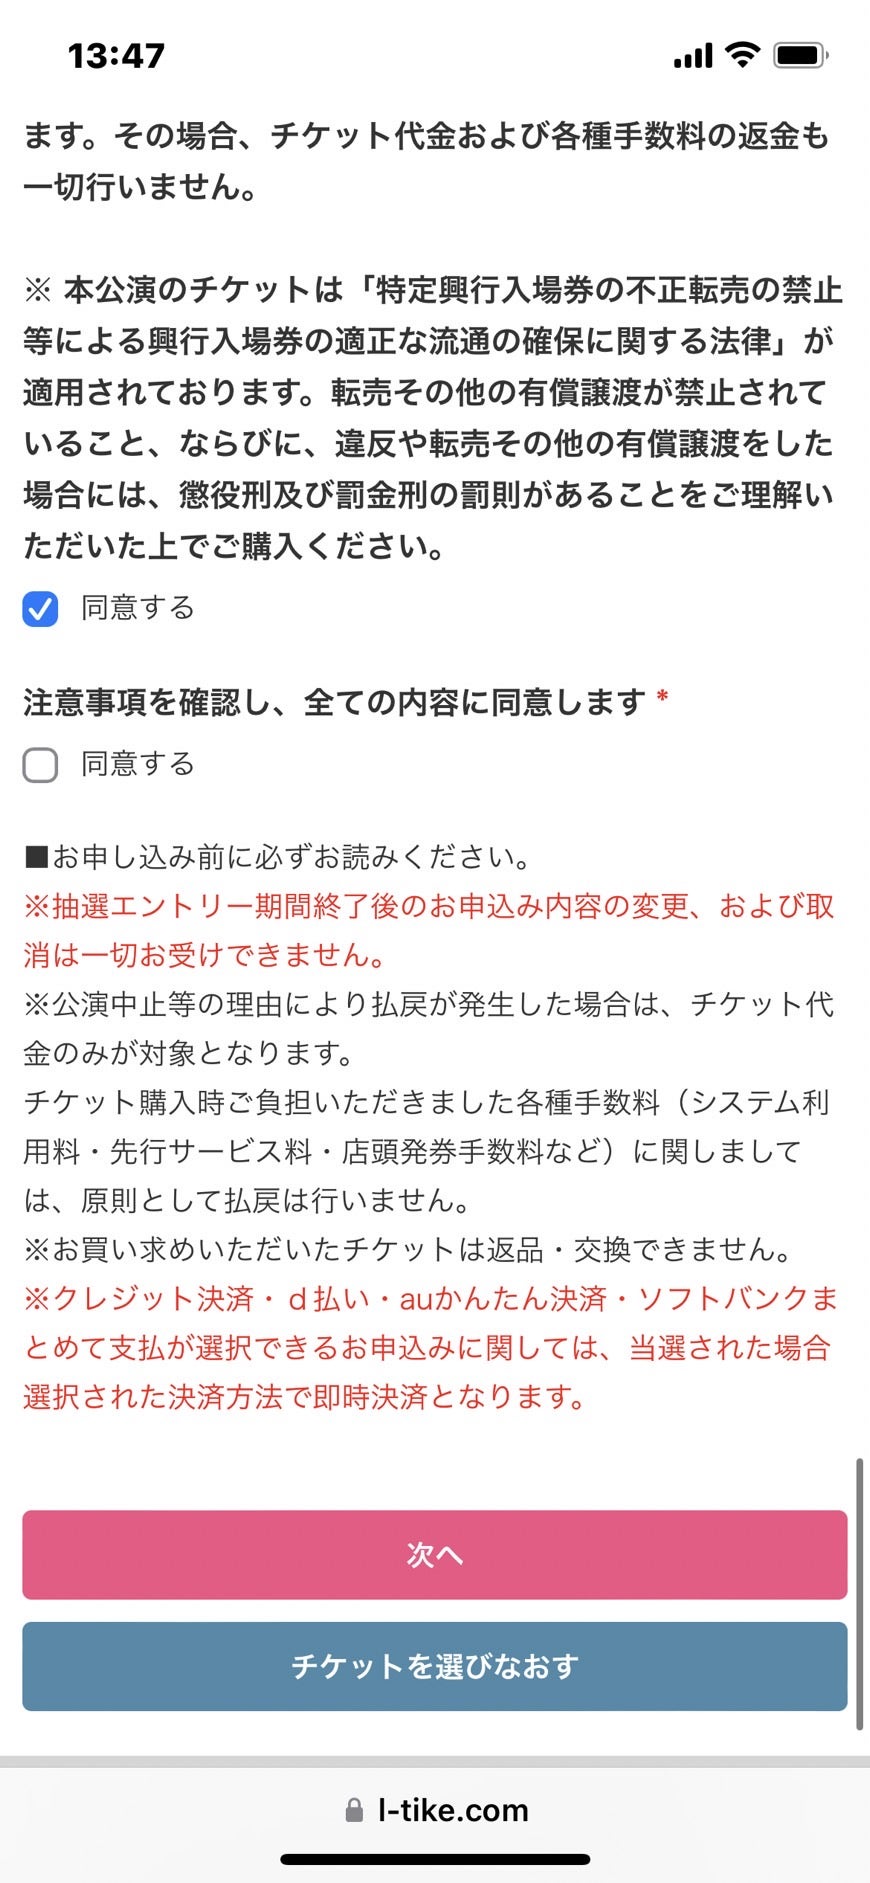 13:47
ます。その場合、チケット代金および各種手数料の返金も
一切行いません。
※ 本公演のチケットは「特定興行入場券の不正転売の禁止
等による興行入場券の適正な流通の確保に関する法律」が
適用されております。転売その他の有償譲渡が禁止されて
いること、ならびに、違反や転売その他の有償譲渡をした
場合には、懲役刑及び罰金刑の罰則があることをご理解い
ただいた上でご購入ください。
同意する
注意事項を確認し、全ての内容に同意します *
同意する
■お申し込み前に必ずお読みください。
※抽選エントリー期間終了後のお申込み内容の変更、および取
消は一切お受けできません。
※公演中止等の理由により払戻が発生した場合は、チケット代
金のみが対象となります。
チケット購入時ご負担いただきました各種手数料（システム利
用料・先行サービス料・店頭発券手数料など）に関しまして
は、原則として払戻は行いません。
※お買い求めいただいたチケットは返品・交換できません。
※クレジット決済・ｄ払い・auかんたん決済・ソフトバンクま
とめて支払が選択できるお申込みに関しては、当選された場合
選択された決済方法で即時決済となります。
次へ
チケットを選びなおす
l-tike.com